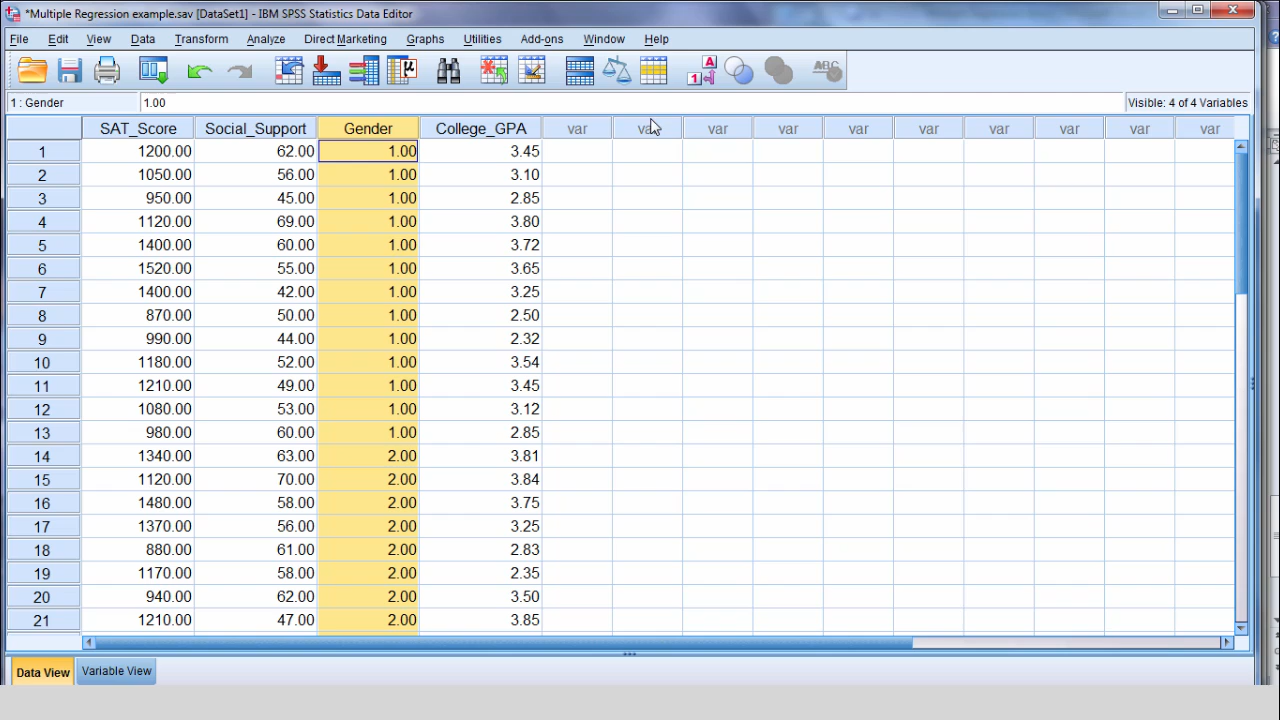 *Multiple Regression example.sav [DataSet1] - IBM SPSS Statistics Data Editor
File Edit View Data Transform Analyze Direct Marketing Graphs Utilities Add-ons Window Help
1 : Gender 1.00 Visible: 4 of 4 Variables
SAT_Score Social_Support Gender College_GPA var var var var var var var var var var
1 1200.00 62.00 1.00 3.45
2 1050.00 56.00 1.00 3.10
3 950.00 45.00 1.00 2.85
4 1120.00 69.00 1.00 3.80
5 1400.00 60.00 1.00 3.72
6 1520.00 55.00 1.00 3.65
7 1400.00 42.00 1.00 3.25
8 870.00 50.00 1.00 2.50
9 990.00 44.00 1.00 2.32
10 1180.00 52.00 1.00 3.54
11 1210.00 49.00 1.00 3.45
12 1080.00 53.00 1.00 3.12
13 980.00 60.00 1.00 2.85
14 1340.00 63.00 2.00 3.81
15 1120.00 70.00 2.00 3.84
16 1480.00 58.00 2.00 3.75
17 1370.00 56.00 2.00 3.25
18 880.00 61.00 2.00 2.83
19 1170.00 58.00 2.00 2.35
20 940.00 62.00 2.00 3.50
21 1210.00 47.00 2.00 3.85
Data View Variable View